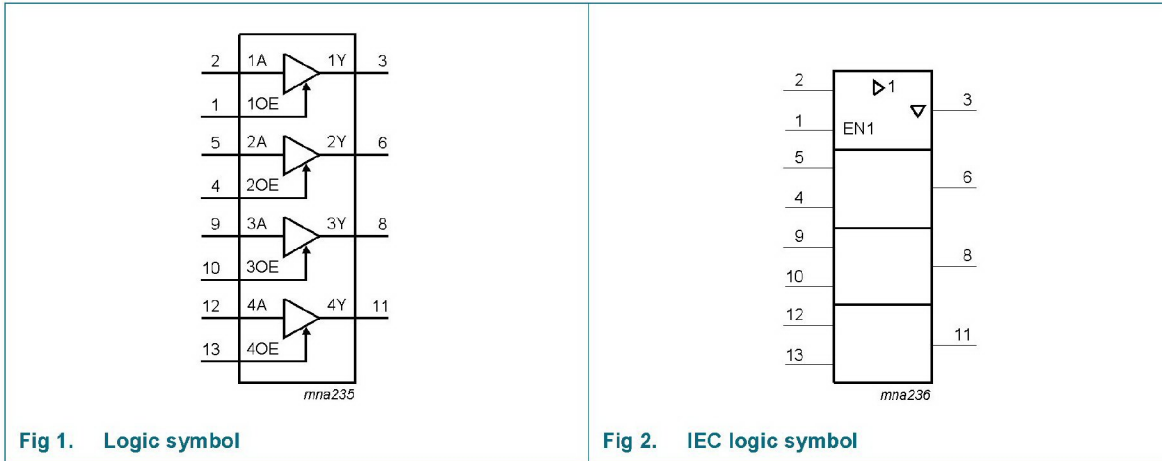 2 1A 1Y 3
1 1OE
5 2A 2Y 6
4 2OE
9 3A 3Y 8
10 3OE
12 4A 4Y 11
13 4OE
mna235
Fig 1. Logic symbol
2 1
3
1 EN1
5
6
4
9
8
10
12
11
13
mna236
Fig 2. IEC logic symbol